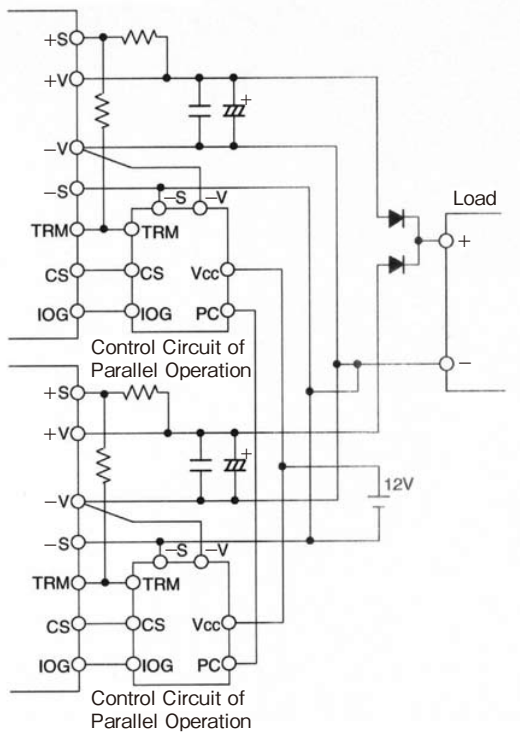 +S
+V
+
−V
−S
−S −V
Load
TRM TRM
+
CS CS Vcc
IOG IOG PC
Control Circuit of
Parallel Operation
−
+S
+V
+
12V
−V
−S
−S −V
TRM TRM
CS CS Vcc
IOG IOG PC
Control Circuit of
Parallel Operation